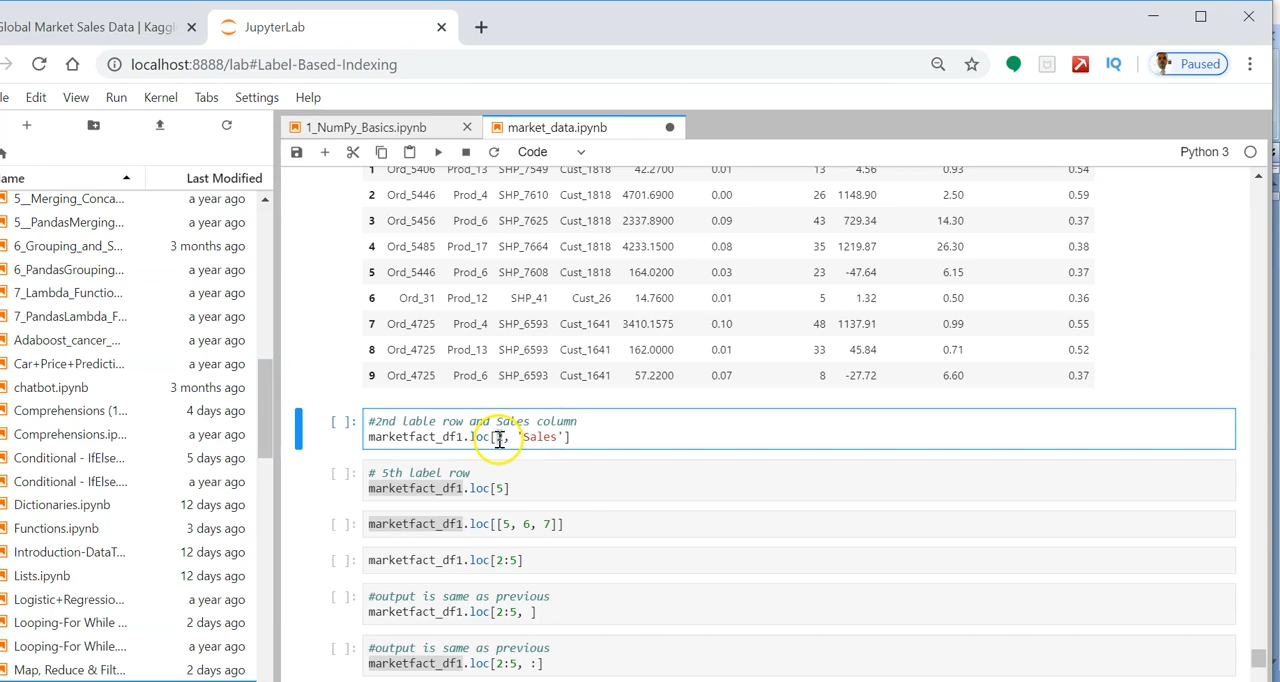 Global Market Sales Data | Kaggl
JupyterLab
localhost:8888/lab#Label-Based-Indexing
IQ
Paused
Edit View Run Kernel Tabs Settings Help
1_NumPy_Basics.ipynb
market_data.ipynb
Code
Python 3
Last Modified
5__Merging_Conca... a year ago
5__PandasMerging... a year ago
6_Grouping_and_S... 3 months ago
6_PandasGrouping... a year ago
7_Lambda_Functio... a year ago
7_PandasLambda_F... a year ago
Adaboost_cancer_... a year ago
Car+Price+Predicti... a year ago
chatbot.ipynb 3 months ago
Comprehensions (1... 4 days ago
Comprehensions.ip... 5 days ago
Conditional - IfElse.... 5 days ago
Conditional - IfElse.... a year ago
Dictionaries.ipynb 12 days ago
Functions.ipynb 3 days ago
Introduction-DataT... 12 days ago
Lists.ipynb 12 days ago
Logistic+Regressio... a year ago
Looping-For While ... 2 days ago
Looping-For While.... a year ago
Map, Reduce & Filt... 2 days ago
1 Ord_5406 Prod_13 SHP_7549 Cust_1818 42.2700 0.01 13 4.56 0.93 0.54
2 Ord_5446 Prod_4 SHP_7610 Cust_1818 4701.6900 0.00 26 1148.90 2.50 0.59
3 Ord_5456 Prod_6 SHP_7625 Cust_1818 2337.8900 0.09 43 729.34 14.30 0.37
4 Ord_5485 Prod_17 SHP_7664 Cust_1818 4233.1500 0.08 35 1219.87 26.30 0.38
5 Ord_5446 Prod_6 SHP_7608 Cust_1818 164.0200 0.03 23 -47.64 6.15 0.37
6 Ord_31 Prod_12 SHP_41 Cust_26 14.7600 0.01 5 1.32 0.50 0.36
7 Ord_4725 Prod_4 SHP_6593 Cust_1641 3410.1575 0.10 48 1137.91 0.99 0.55
8 Ord_4725 Prod_13 SHP_6593 Cust_1641 162.0000 0.01 33 45.84 0.71 0.52
9 Ord_4725 Prod_6 SHP_6593 Cust_1641 57.2200 0.07 8 -27.72 6.60 0.37
[ ]: #2nd lable row and Sales column
marketfact_df1.loc[ , 'Sales']
[ ]: # 5th label row
marketfact_df1.loc[5]
[ ]: marketfact_df1.loc[[5, 6, 7]]
[ ]: marketfact_df1.loc[2:5]
[ ]: #output is same as previous
marketfact_df1.loc[2:5, ]
[ ]: #output is same as previous
marketfact_df1.loc[2:5, :]